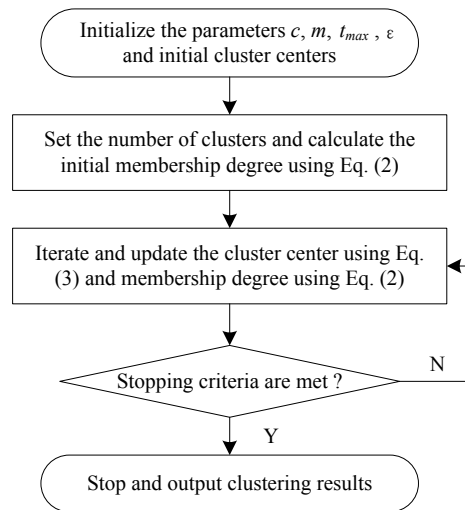 Initialize the parameters c, m, tmax , ε
and initial cluster centers
Set the number of clusters and calculate the
initial membership degree using Eq. (2)
Iterate and update the cluster center using Eq.
(3) and membership degree using Eq. (2)
Stopping criteria are met ?
N
Y
Stop and output clustering results